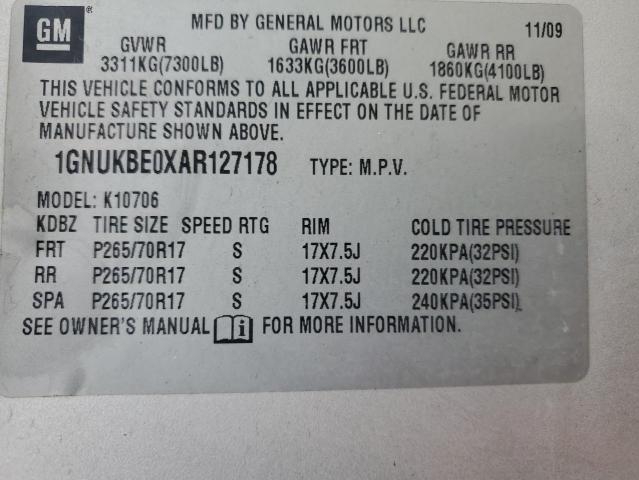 GM®
MFD BY GENERAL MOTORS LLC 11/09
GVWR GAWR FRT GAWR RR
3311KG(7300LB) 1633KG(3600LB) 1860KG(4100LB)
THIS VEHICLE CONFORMS TO ALL APPLICABLE U.S. FEDERAL MOTOR
VEHICLE SAFETY STANDARDS IN EFFECT ON THE DATE OF
MANUFACTURE SHOWN ABOVE.
1GNUKBE0XAR127178 TYPE: M.P.V.
MODEL: K10706
KDBZ TIRE SIZE SPEED RTG RIM COLD TIRE PRESSURE
FRT P265/70R17 S 17X7.5J 220KPA(32PSI)
RR P265/70R17 S 17X7.5J 220KPA(32PSI)
SPA P265/70R17 S 17X7.5J 240KPA(35PSI)
SEE OWNER'S MANUAL i FOR MORE INFORMATION.